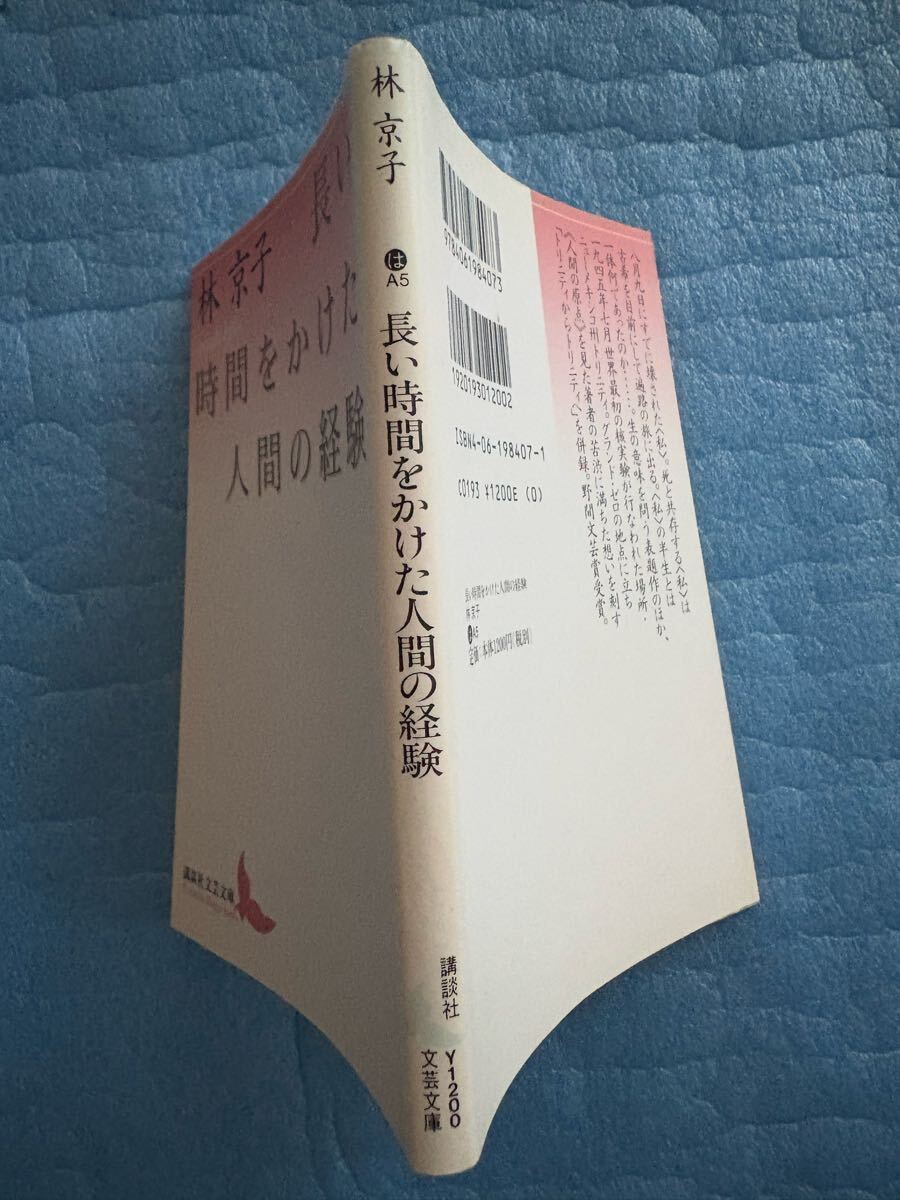 林京子
は
A5
長い時間をかけた人間の経験
講談社
文芸文庫
Y1200
林京子 長い
時間をかけた
人間の経験
講談社文芸文庫
9784061984073
1920193012002
ISBN4-06-198407-1
C0193 ¥1200E (0)
長い時間をかけた人間の経験
林京子
は A5
定価:本体1200円(税別)
八月九日にすでに壊された〈私〉。死と共存する〈私〉は
古希を目前にして遍路の旅に出る。〈私〉の半生とは
一体何であったのか……。生の意味を問う表題作のほか、
一九四五年七月世界最初の核実験が行なわれた場所・
ニューメキシコ州トリニティ。グランド・ゼロの地点に立ち
《人間の原点》を見た著者の苦渋に満ちた想いを刻す
「トリニティからトリニティへ」を併録。野間文芸賞受賞。